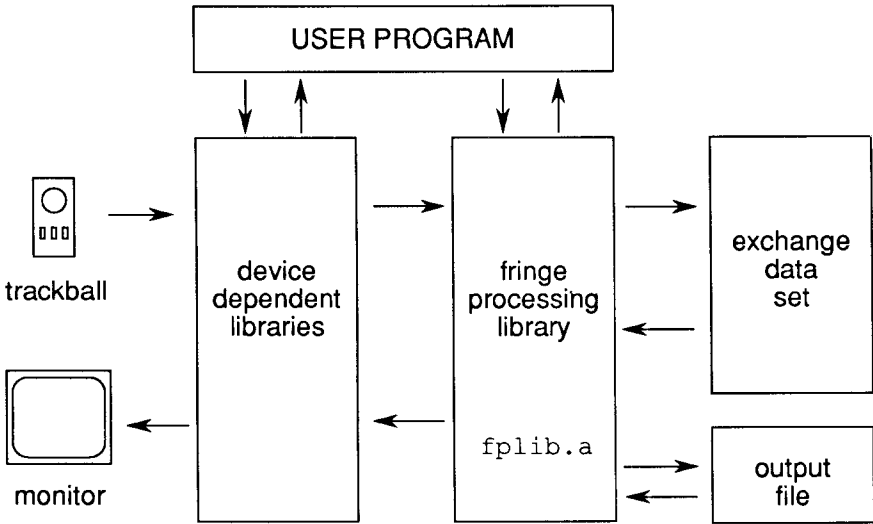 USER PROGRAM
trackball
device
dependent
libraries
fringe
processing
library
fplib.a
exchange
data
set
monitor
output
file